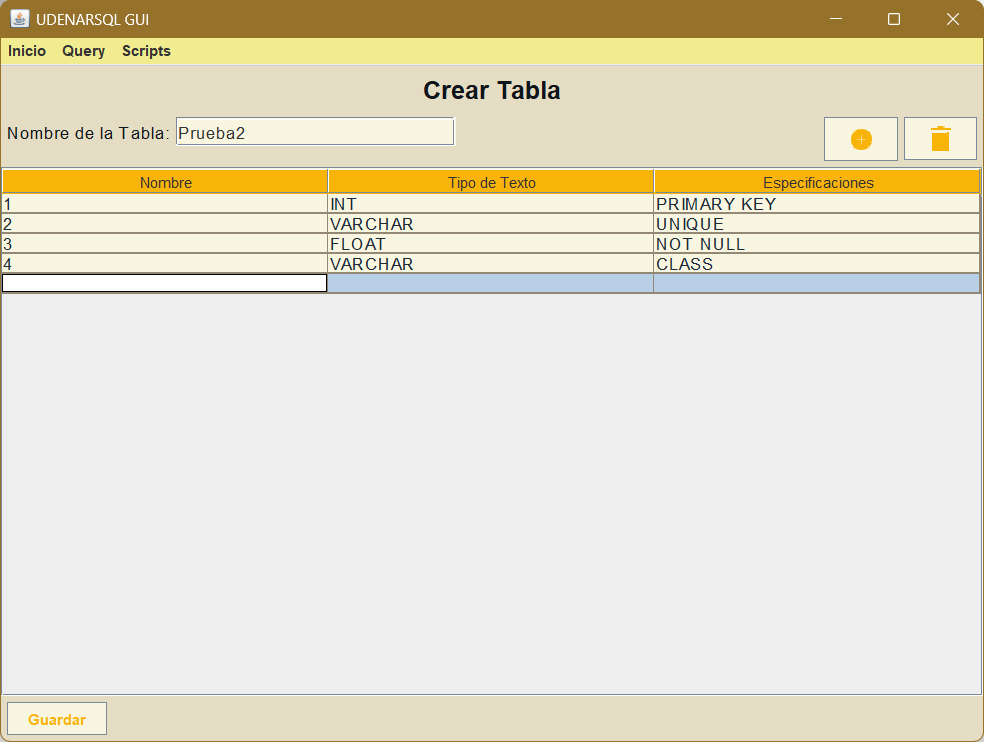 UDENARSQL GUI
Inicio Query Scripts
Crear Tabla
Nombre de la Tabla: Prueba2
Nombre Tipo de Texto Especificaciones
1 INT PRIMARY KEY
2 VARCHAR UNIQUE
3 FLOAT NOT NULL
4 VARCHAR CLASS
Guardar